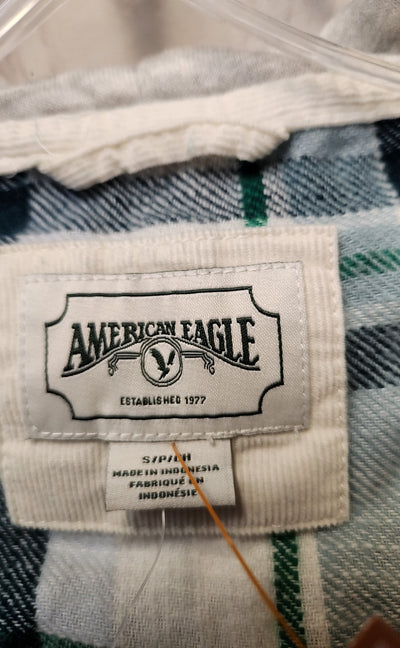 AMERICAN EAGLE
ESTABLISHED 1977
S/P/CH
MADE IN INDONESIA
FABRIQUÉ EN
INDONÉSIE